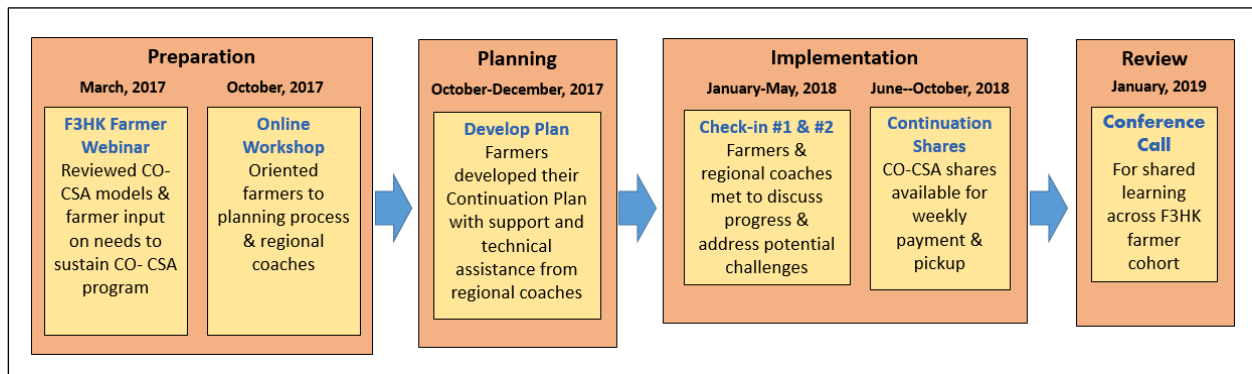 Preparation
March, 2017
F3HK Farmer
Webinar
Reviewed CO-
CSA models &
farmer input
on needs to
sustain CO- CSA
program
October, 2017
Online
Workshop
Oriented
farmers to
planning process
& regional
coaches
Planning
October-December, 2017
Develop Plan
Farmers
developed their
Continuation Plan
with support and
technical
assistance from
regional coaches
Implementation
January-May, 2018
Check-in #1 & #2
Farmers &
regional coaches
met to discuss
progress &
address potential
challenges
June--October, 2018
Continuation
Shares
CO-CSA shares
available for
weekly
payment &
pickup
Review
January, 2019
Conference
Call
For shared
learning
across F3HK
farmer
cohort